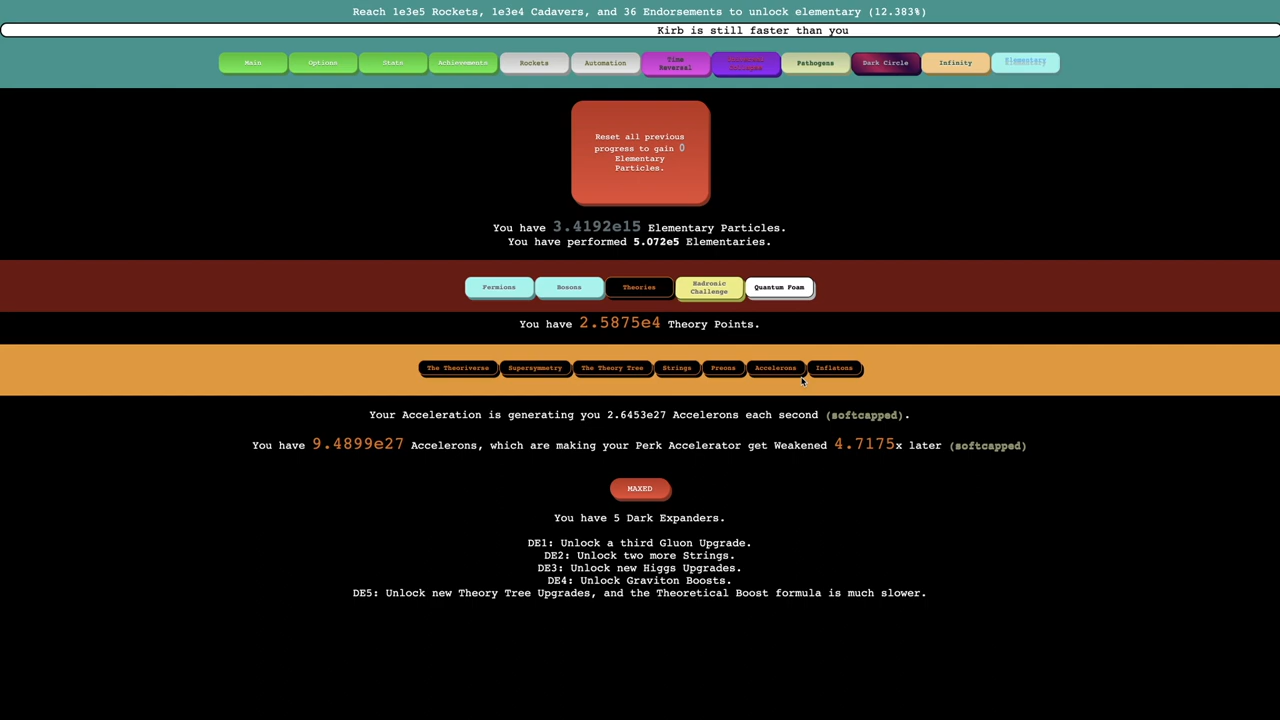 Reach 1e3e5 Rockets, 1e3e4 Cadavers, and 36 Endorsements to unlock elementary (12.383%)
Kirb is still faster than you
Main
Options
Stats
Achievements
Rockets
Automation
Time
Reversal
Pathogens
Dark Circle
Infinity
Elementary
Reset all previous
progress to gain 0
Elementary
Particles.
You have 3.4192e15 Elementary Particles.
You have performed 5.072e5 Elementaries.
Fermions
Bosons
Theories
Hadronic
Challenge
Quantum Foam
You have 2.5875e4 Theory Points.
The Theoriverse
Supersymmetry
The Theory Tree
Strings
Preons
Accelerons
Inflatons
Your Acceleration is generating you 2.6453e27 Accelerons each second (softcapped).
You have 9.4899e27 Accelerons, which are making your Perk Accelerator get Weakened 4.7175x later (softcapped)
MAXED
You have 5 Dark Expanders.
DE1: Unlock a third Gluon Upgrade.
DE2: Unlock two more Strings.
DE3: Unlock new Higgs Upgrades.
DE4: Unlock Graviton Boosts.
DE5: Unlock new Theory Tree Upgrades, and the Theoretical Boost formula is much slower.